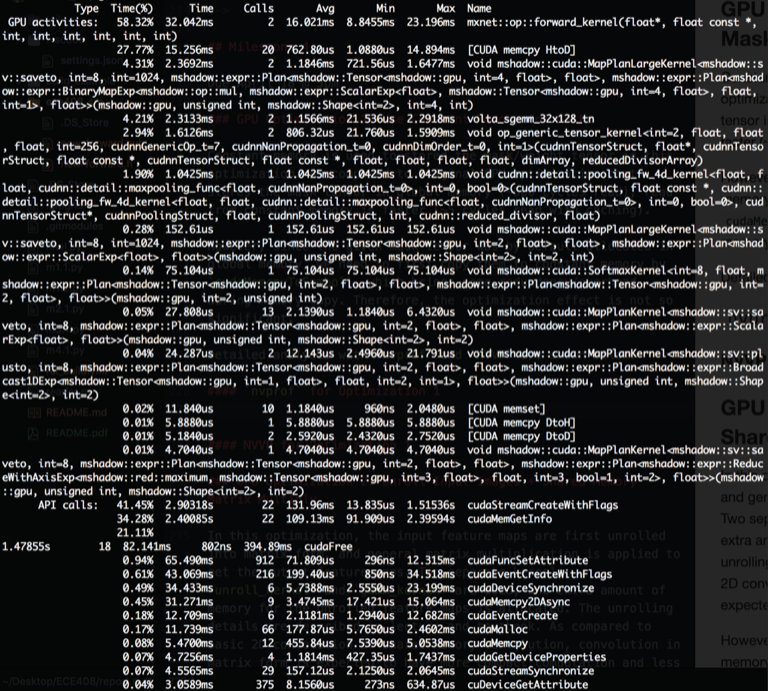 Type Time(%) Time Calls Avg Min Max Name
GPU activities: 58.32% 32.042ms 2 16.021ms 8.8455ms 23.196ms mxnet::op::forward_kernel(float*, float const *,
int, int, int, int, int, int)
27.77% 15.256ms 20 762.80us 1.0880us 14.894ms [CUDA memcpy HtoD]
4.31% 2.3692ms 2 1.1846ms 721.56us 1.6477ms void mshadow::cuda::MapPlanLargeKernel<mshadow::s
v::saveto, int=8, int=1024, mshadow::expr::Plan<mshadow::Tensor<mshadow::gpu, int=4, float>, float>, mshadow::expr::Plan<mshad
ow::expr::BinaryMapExp<mshadow::op::mul, mshadow::expr::ScalarExp<float>, mshadow::Tensor<mshadow::gpu, int=4, float>, float,
int=1>, float>>(mshadow::gpu, unsigned int, mshadow::Shape<int=2>, int=4, int)
4.21% 2.3133ms 2 1.1566ms 21.536us 2.2918ms volta_sgemm_32x128_tn
2.94% 1.6126ms 2 806.32us 21.760us 1.5909ms void op_generic_tensor_kernel<int=2, float, float
, float, int=256, cudnnGenericOp_t=7, cudnnNanPropagation_t=0, cudnnDimOrder_t=0, int=1>(cudnnTensorStruct, float*, cudnnTenso
rStruct, float const *, cudnnTensorStruct, float const *, float, float, float, float, dimArray, reducedDivisorArray)
1.90% 1.0425ms 1 1.0425ms 1.0425ms 1.0425ms void cudnn::detail::pooling_fw_4d_kernel<float, f
loat, cudnn::detail::maxpooling_func<float, cudnnNanPropagation_t=0>, int=0, bool=0>(cudnnTensorStruct, float const *, cudnn::
detail::pooling_fw_4d_kernel<float, float, cudnn::detail::maxpooling_func<float, cudnnNanPropagation_t=0>, int=0, bool=0>, cud
nnTensorStruct*, cudnnPoolingStruct, float, cudnnPoolingStruct, int, cudnn::reduced_divisor, float)
0.28% 152.61us 1 152.61us 152.61us 152.61us void mshadow::cuda::MapPlanLargeKernel<mshadow::s
v::saveto, int=8, int=1024, mshadow::expr::Plan<mshadow::Tensor<mshadow::gpu, int=2, float>, float>, mshadow::expr::Plan<mshad
ow::expr::ScalarExp<float>, float>>(mshadow::gpu, unsigned int, mshadow::Shape<int=2>, int=2, int)
0.14% 75.104us 1 75.104us 75.104us 75.104us void mshadow::cuda::SoftmaxKernel<int=8, float, m
shadow::expr::Plan<mshadow::Tensor<mshadow::gpu, int=2, float>, float>, mshadow::expr::Plan<mshadow::Tensor<mshadow::gpu, int=
2, float>, float>>(mshadow::gpu, int=2, unsigned int)
0.05% 27.808us 13 2.1390us 1.1840us 6.4320us void mshadow::cuda::MapPlanKernel<mshadow::sv::sa
veto, int=8, mshadow::expr::Plan<mshadow::Tensor<mshadow::gpu, int=2, float>, float>, mshadow::expr::Plan<mshadow::expr::Scala
rExp<float>, float>>(mshadow::gpu, unsigned int, mshadow::Shape<int=2>, int=2)
0.04% 24.287us 2 12.143us 2.4960us 21.791us void mshadow::cuda::MapPlanKernel<mshadow::sv::pl
usto, int=8, mshadow::expr::Plan<mshadow::Tensor<mshadow::gpu, int=2, float>, float>, mshadow::expr::Plan<mshadow::expr::Broad
cast1DExp<mshadow::Tensor<mshadow::gpu, int=1, float>, float, int=2, int=1>, float>>(mshadow::gpu, unsigned int, mshadow::Shap
e<int=2>, int=2)
0.02% 11.840us 10 1.1840us 960ns 2.0480us [CUDA memset]
0.01% 5.8880us 1 5.8880us 5.8880us 5.8880us [CUDA memcpy DtoH]
0.01% 5.1840us 2 2.5920us 2.4320us 2.7520us [CUDA memcpy DtoD]
0.01% 4.7040us 1 4.7040us 4.7040us 4.7040us void mshadow::cuda::MapPlanKernel<mshadow::sv::sa
veto, int=8, mshadow::expr::Plan<mshadow::Tensor<mshadow::gpu, int=2, float>, float>, mshadow::expr::Plan<mshadow::expr::Reduc
eWithAxisExp<mshadow::red::maximum, mshadow::Tensor<mshadow::gpu, int=3, float>, float, int=3, bool=1, int=2>, float>>(mshadow
::gpu, unsigned int, mshadow::Shape<int=2>, int=2)
API calls: 41.45% 2.90318s 22 131.96ms 13.835us 1.51536s cudaStreamCreateWithFlags
34.28% 2.40085s 22 109.13ms 91.909us 2.39594s cudaMemGetInfo
21.11%
1.47855s 18 82.141ms 802ns 394.89ms cudaFree
0.94% 65.490ms 912 71.809us 296ns 12.315ms cudaFuncSetAttribute
0.61% 43.069ms 216 199.40us 850ns 34.518ms cudaEventCreateWithFlags
0.49% 34.433ms 6 5.7388ms 2.5550us 23.199ms cudaDeviceSynchronize
0.45% 31.271ms 9 3.4745ms 17.421us 15.064ms cudaMemcpy2DAsync
0.18% 12.709ms 6 2.1181ms 1.2940us 12.682ms cudaEventCreate
0.17% 11.739ms 66 177.87us 5.7650us 2.4602ms cudaMalloc
0.08% 5.4700ms 12 455.84us 7.5390us 5.0538ms cudaMemcpy
0.07% 4.7256ms 4 1.1814ms 427.35us 1.7437ms cudaGetDeviceProperties
0.07% 4.5565ms 29 157.12us 2.1250us 2.0645ms cudaStreamSynchronize
0.04% 3.0589ms 375 8.1560us 273ns 634.87us cuDeviceGetAttribute